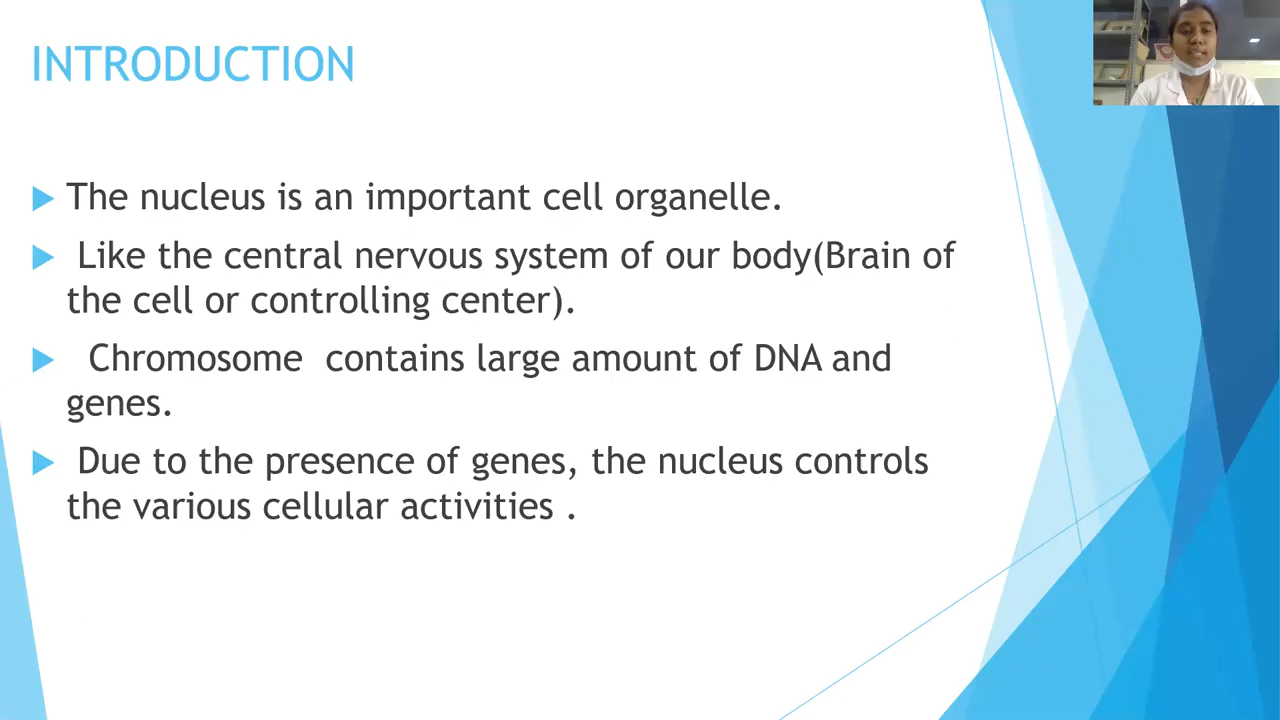 INTRODUCTION
The nucleus is an important cell organelle.
Like the central nervous system of our body(Brain of
the cell or controlling center).
Chromosome contains large amount of DNA and
genes.
Due to the presence of genes, the nucleus controls
the various cellular activities .